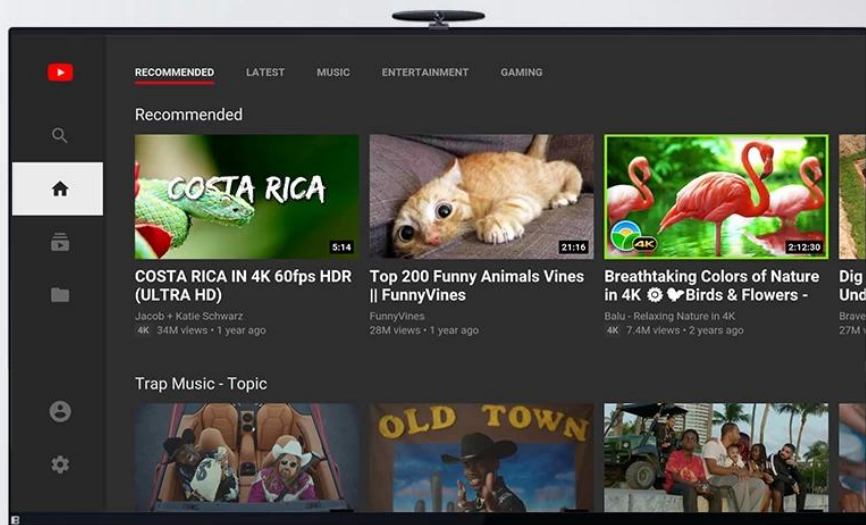 RECOMMENDED LATEST MUSIC ENTERTAINMENT GAMING
Recommended
COSTA RICA
5:14
21:16
4K
2:12:30
COSTA RICA IN 4K 60fps HDR
(ULTRA HD)
Jacob + Katie Schwarz
4K 34M views • 1 year ago
Top 200 Funny Animals Vines
|| FunnyVines
FunnyVines
28M views • 1 year ago
Breathtaking Colors of Nature
in 4K 🌼 🐦Birds & Flowers -
Balu - Relaxing Nature in 4K
4K 7.4M views • 2 years ago
Dig
Und
Brave
27M v
Trap Music - Topic
OLD TOWN